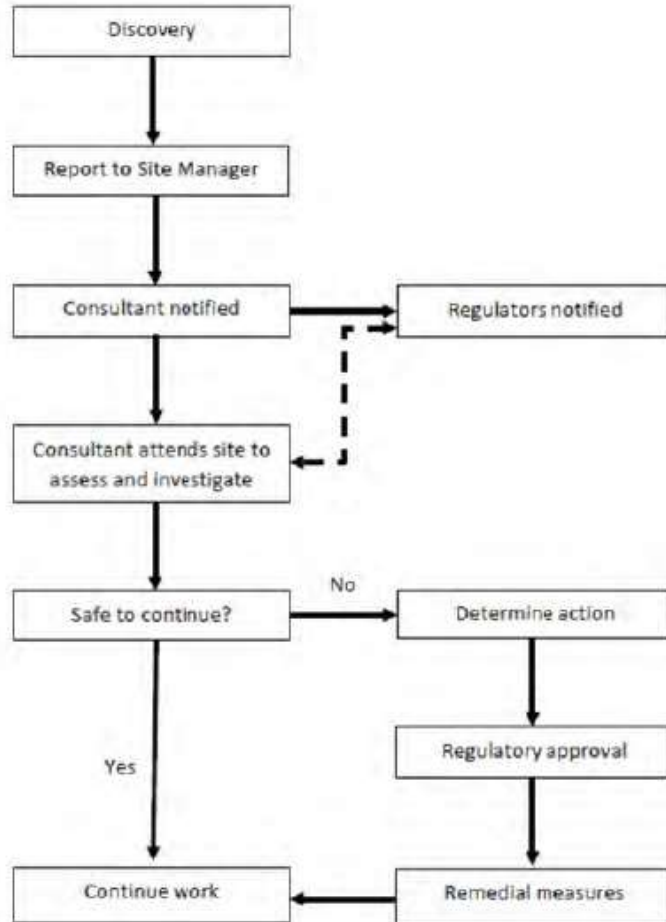 Discovery
Report to Site Manager
Consultant notified
Regulators notified
Consultant attends site to
assess and investigate
No
Safe to continue?
Determine action
Regulatory approval
Yes
Continue work
Remedial measures